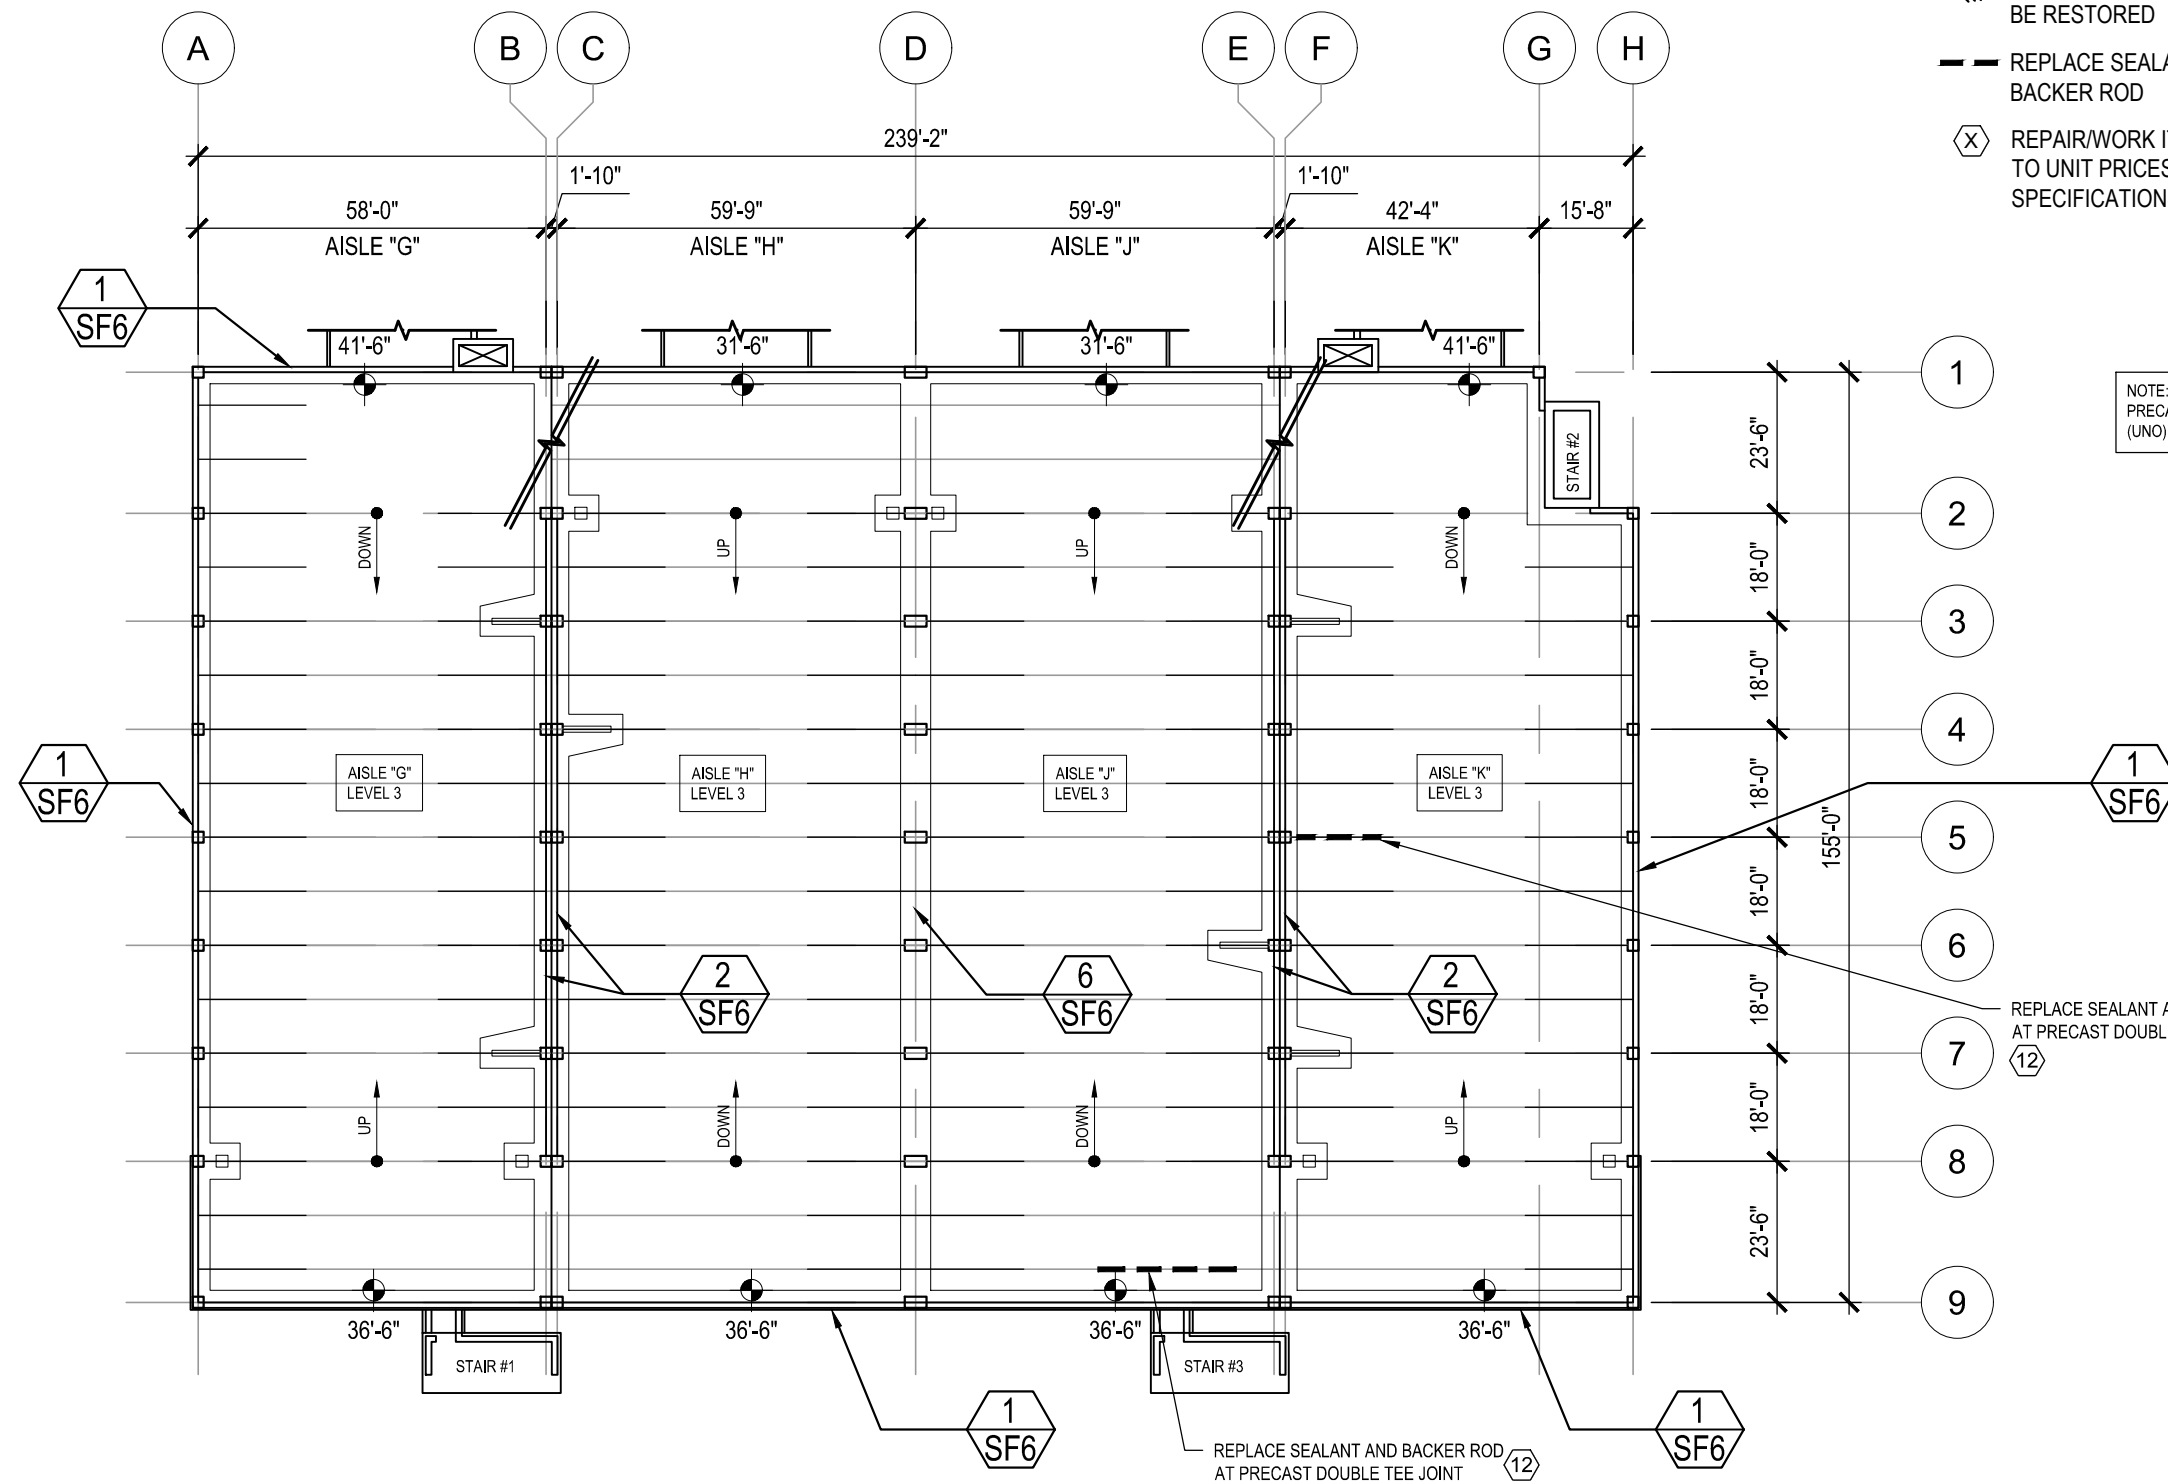 BE RESTORED
REPLACE SEALA
BACKER ROD
X
REPAIR/WORK I
TO UNIT PRICES
SPECIFICATION
A
B
C
D
E
F
G
H
239'-2"
1'-10"
1'-10"
58'-0"
59'-9"
59'-9"
42'-4"
15'-8"
AISLE "G"
AISLE "H"
AISLE "J"
AISLE "K"
1
SF6
41'-6"
31'-6"
31'-6"
41'-6"
1
NOTE:
PRECA
(UNO)
23'-6"
STAIR #2
2
DOWN
UP
UP
DOWN
18'-0"
3
18'-0"
4
AISLE "G"
LEVEL 3
AISLE "H"
LEVEL 3
AISLE "J"
LEVEL 3
AISLE "K"
LEVEL 3
1
SF6
1
SF6
18'-0"
155'-0"
5
18'-0"
6
2
SF6
6
SF6
2
SF6
18'-0"
REPLACE SEALANT A
AT PRECAST DOUBL
12
7
UP
DOWN
DOWN
UP
18'-0"
8
23'-6"
9
36'-6"
36'-6"
36'-6"
36'-6"
STAIR #1
STAIR #3
1
SF6
1
SF6
REPLACE SEALANT AND BACKER ROD
AT PRECAST DOUBLE TEE JOINT
12